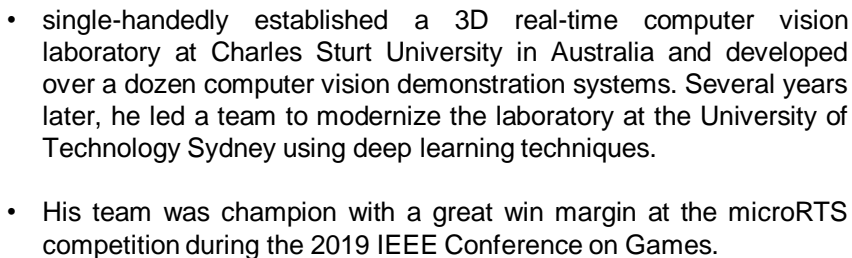 • single-handedly established a 3D real-time computer vision
laboratory at Charles Sturt University in Australia and developed
over a dozen computer vision demonstration systems. Several years
later, he led a team to modernize the laboratory at the University of
Technology Sydney using deep learning techniques.
• His team was champion with a great win margin at the microRTS
competition during the 2019 IEEE Conference on Games.